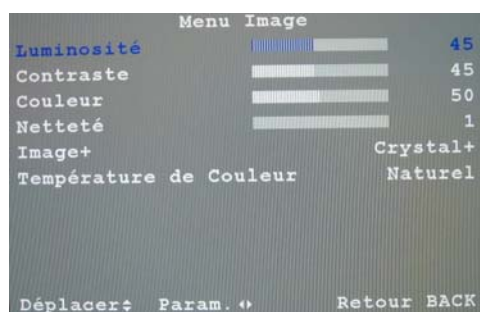 Menu Image
Luminosité 45
Contraste 45
Couleur 50
Netteté 1
Image+ Crystal+
Température de Couleur Naturel
Déplacer Param. Retour BACK